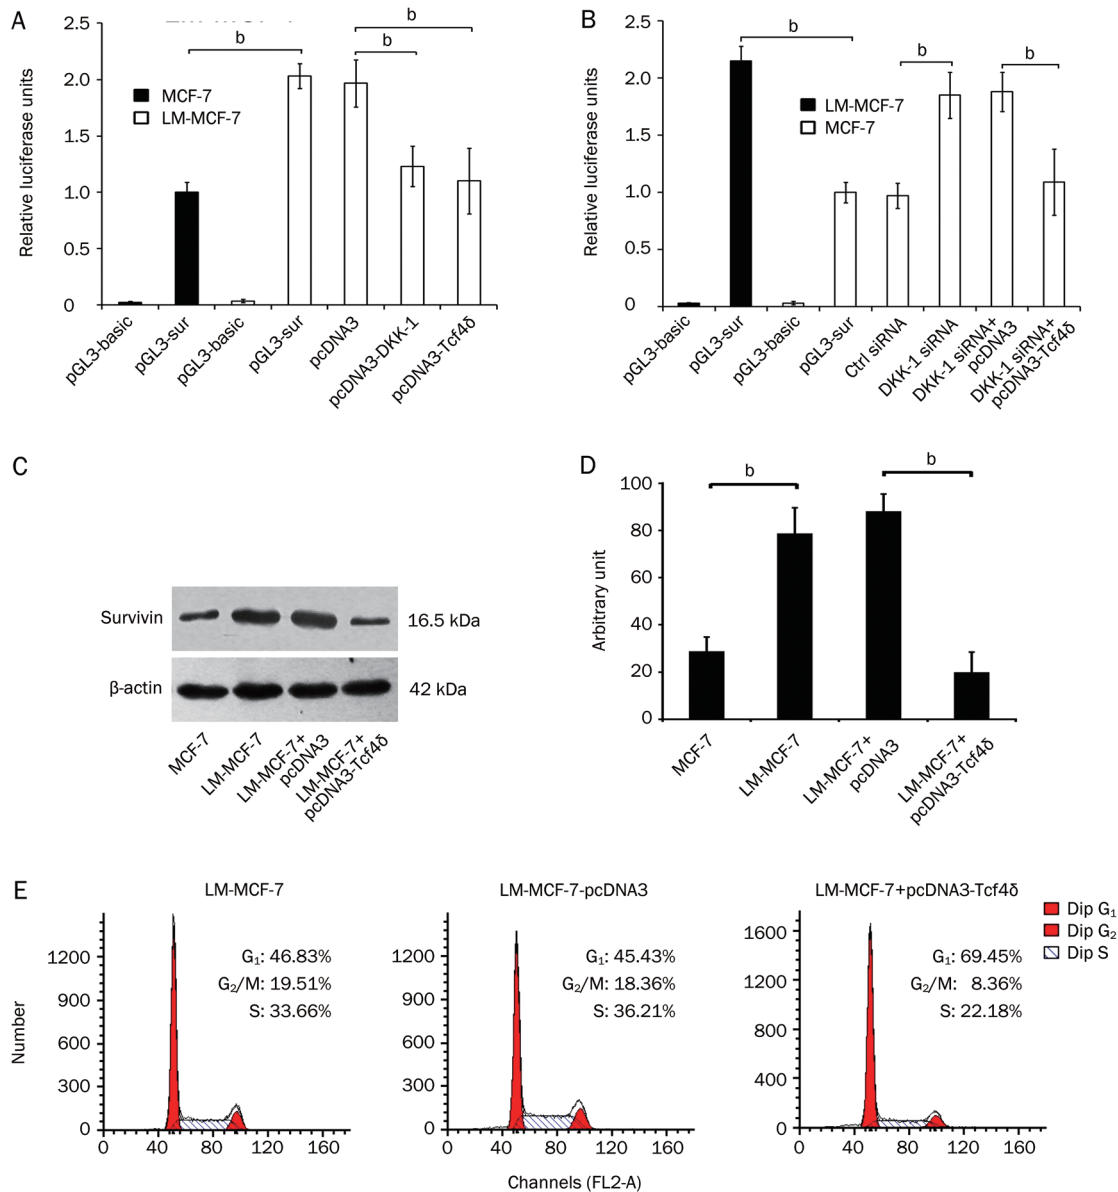 A
2.5
2.0
1.5
1.0
0.5
0
Relative luciferase units
MCF-7
LM-MCF-7
b
b
b
pGL3-basic
pGL3-sur
pGL3-basic
pGL3-sur
pcDNA3
pcDNA3-DKK-1
pcDNA3-Tcf4δ
B
2.5
2.0
1.5
1.0
0.5
0
Relative luciferase units
LM-MCF-7
MCF-7
b
b
b
pGL3-basic
pGL3-sur
pGL3-basic
pGL3-sur
Ctrl siRNA
DKK-1 siRNA
DKK-1 siRNA+
pcDNA3
DKK-1 siRNA+
pcDNA3-Tcf4δ
C
Survivin
16.5 kDa
β-actin
42 kDa
MCF-7
LM-MCF-7
LM-MCF-7+
pcDNA3
LM-MCF-7+
pcDNA3-Tcf4δ
D
100
80
60
40
20
0
Arbitrary unit
b
b
MCF-7
LM-MCF-7
LM-MCF-7+
pcDNA3
LM-MCF-7+
pcDNA3-Tcf4δ
E
LM-MCF-7
1200
900
600
300
0
Number
G₁: 46.83%
G₂/M: 19.51%
S: 33.66%
0 40 80 120 160
LM-MCF-7-pcDNA3
1200
900
600
300
0
G₁: 45.43%
G₂/M: 18.36%
S: 36.21%
0 40 80 120 160
Channels (FL2-A)
LM-MCF-7+pcDNA3-Tcf4δ
1600
1200
800
400
0
G₁: 69.45%
G₂/M: 8.36%
S: 22.18%
0 40 80 120 160
Dip G₁
Dip G₂
Dip S